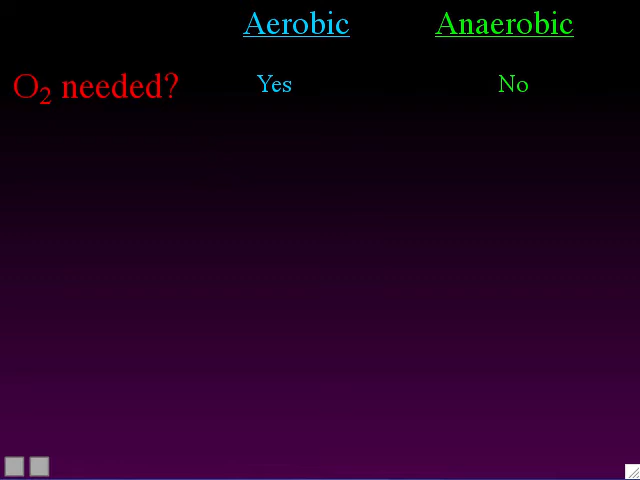 Aerobic Anaerobic
O₂ needed? Yes No